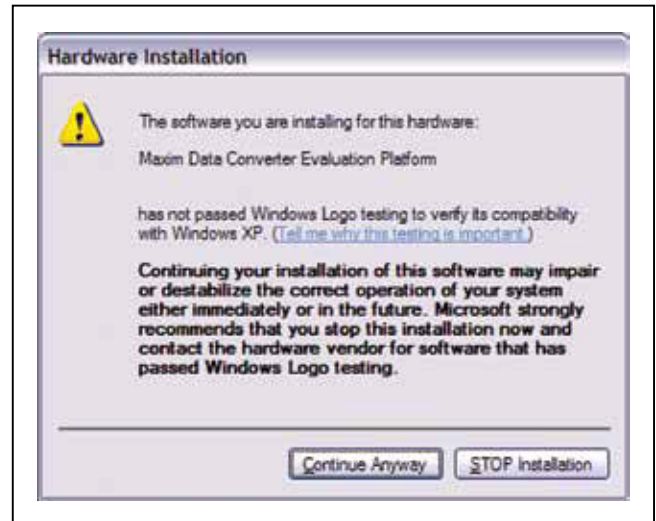 Hardware Installation
The software you are installing for this hardware:
Maxim Data Converter Evaluation Platform
has not passed Windows Logo testing to verify its compatibility
with Windows XP. (Tell me why this testing is important.)
Continuing your installation of this software may impair
or destabilize the correct operation of your system
either immediately or in the future. Microsoft strongly
recommends that you stop this installation now and
contact the hardware vendor for software that has
passed Windows Logo testing.
Continue Anyway
STOP Installation